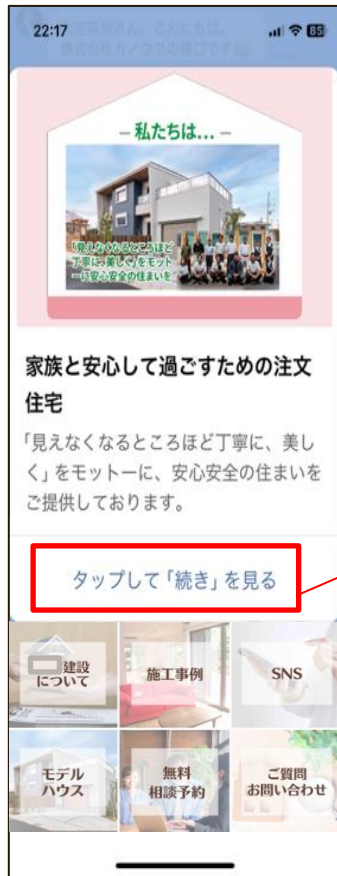 22:17
85
– 私たちは... –
「見えなくなるところほど
丁寧に、美しく」をモット
ーに安心安全の住まいを
家族と安心して過ごすための注文
住宅
「見えなくなるところほど丁寧に、美し
く」をモットーに、安心安全の住まいを
ご提供しております。
タップして「続き」を見る
建設
について
施工事例
SNS
モデル
ハウス
無料
相談予約
ご質問
お問い合わせ